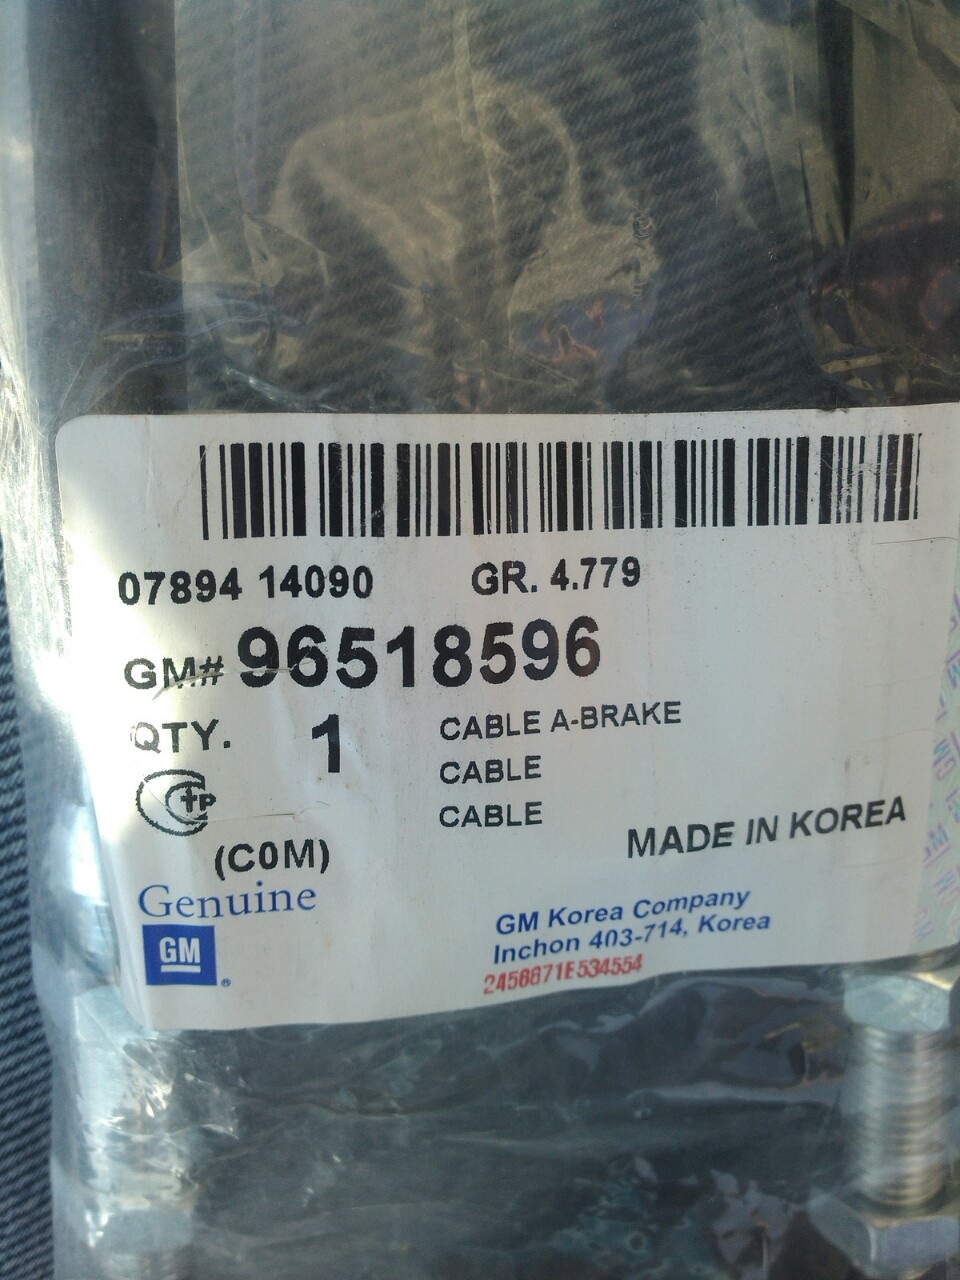 07894 14090 GR. 4.779
GM# 96518596
QTY. 1 CABLE A-BRAKE
CABLE
CABLE
MADE IN KOREA
(C0M)
Genuine
GM
GM Korea Company
Inchon 403-714, Korea
2456871E534554